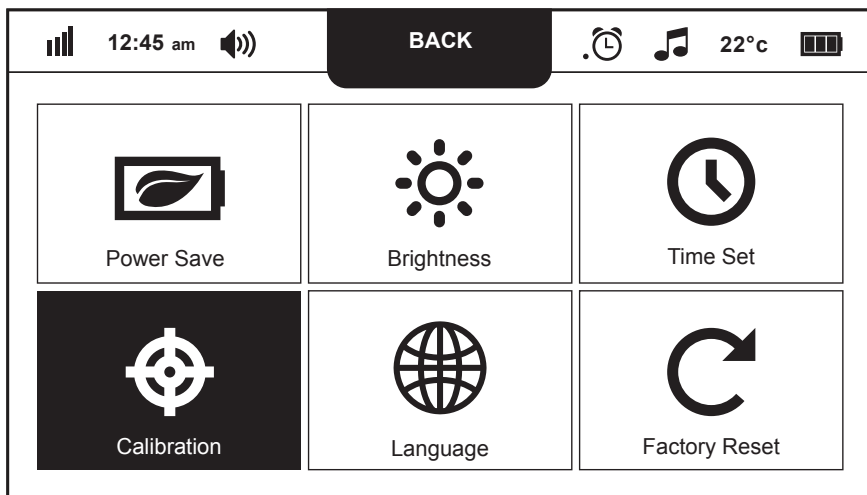 12:45 am BACK 22°c
Power Save Brightness Time Set
Calibration Language Factory Reset